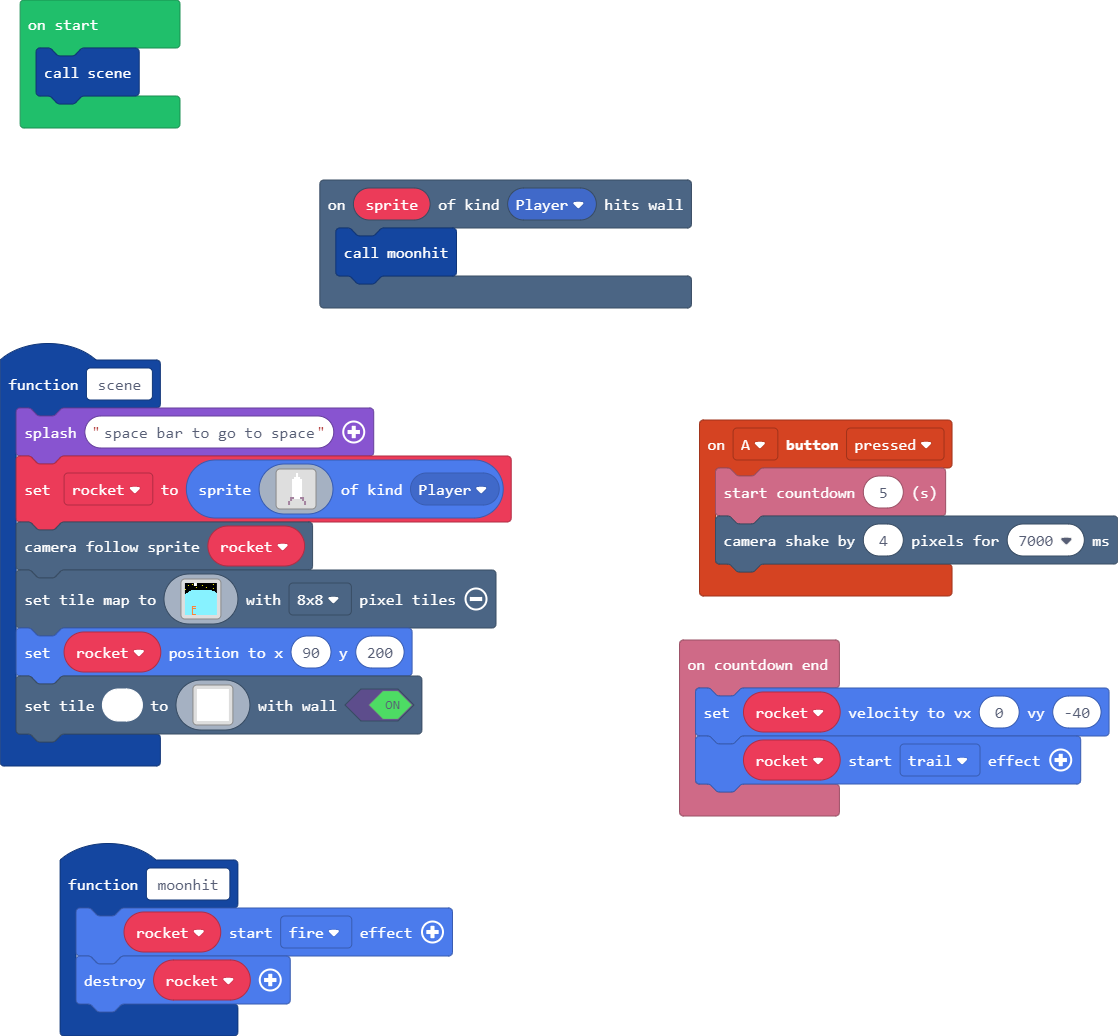 on start
call scene
on sprite of kind Player hits wall
call moonhit
function scene
splash "space bar to go to space"
set rocket to sprite of kind Player
camera follow sprite rocket
set tile map to with 8x8 pixel tiles
set rocket position to x 90 y 200
set tile to with wall ON
on A button pressed
start countdown 5 (s)
camera shake by 4 pixels for 7000 ms
on countdown end
set rocket velocity to vx 0 vy -40
rocket start trail effect
function moonhit
rocket start fire effect
destroy rocket